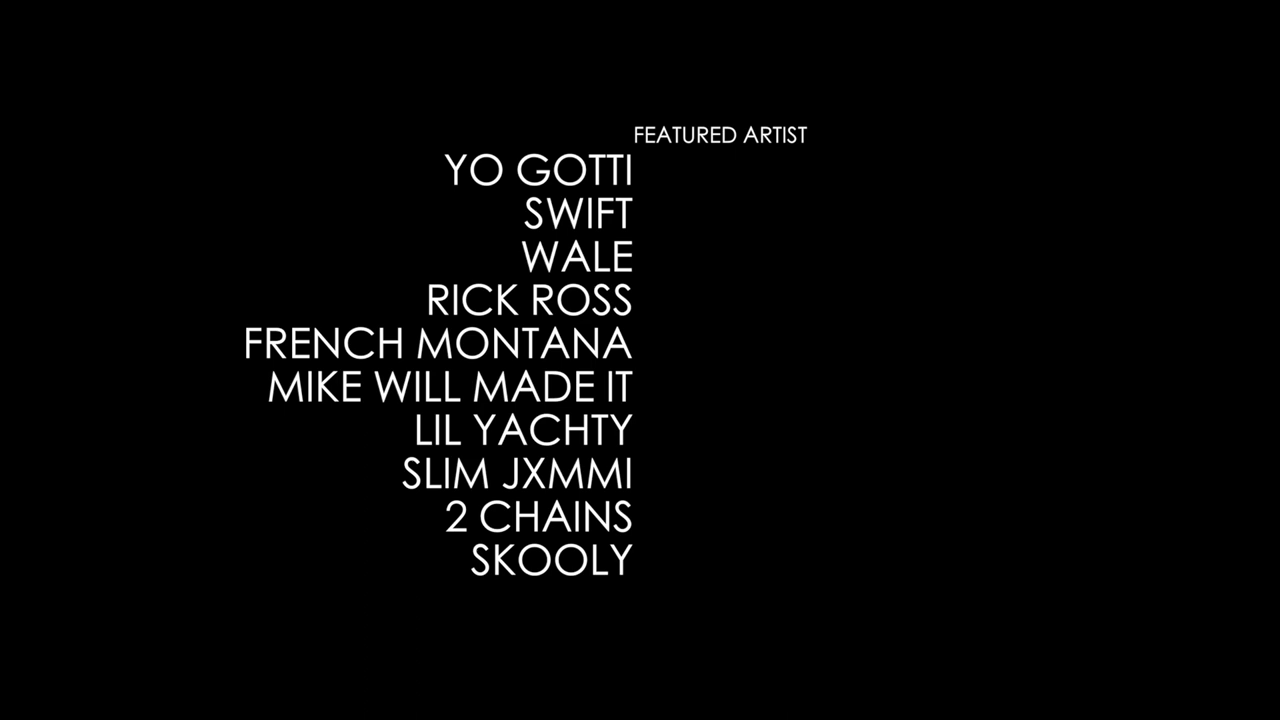 FEATURED ARTIST
YO GOTTI
SWIFT
WALE
RICK ROSS
FRENCH MONTANA
MIKE WILL MADE IT
LIL YACHTY
SLIM JXMMI
2 CHAINS
SKOOLY